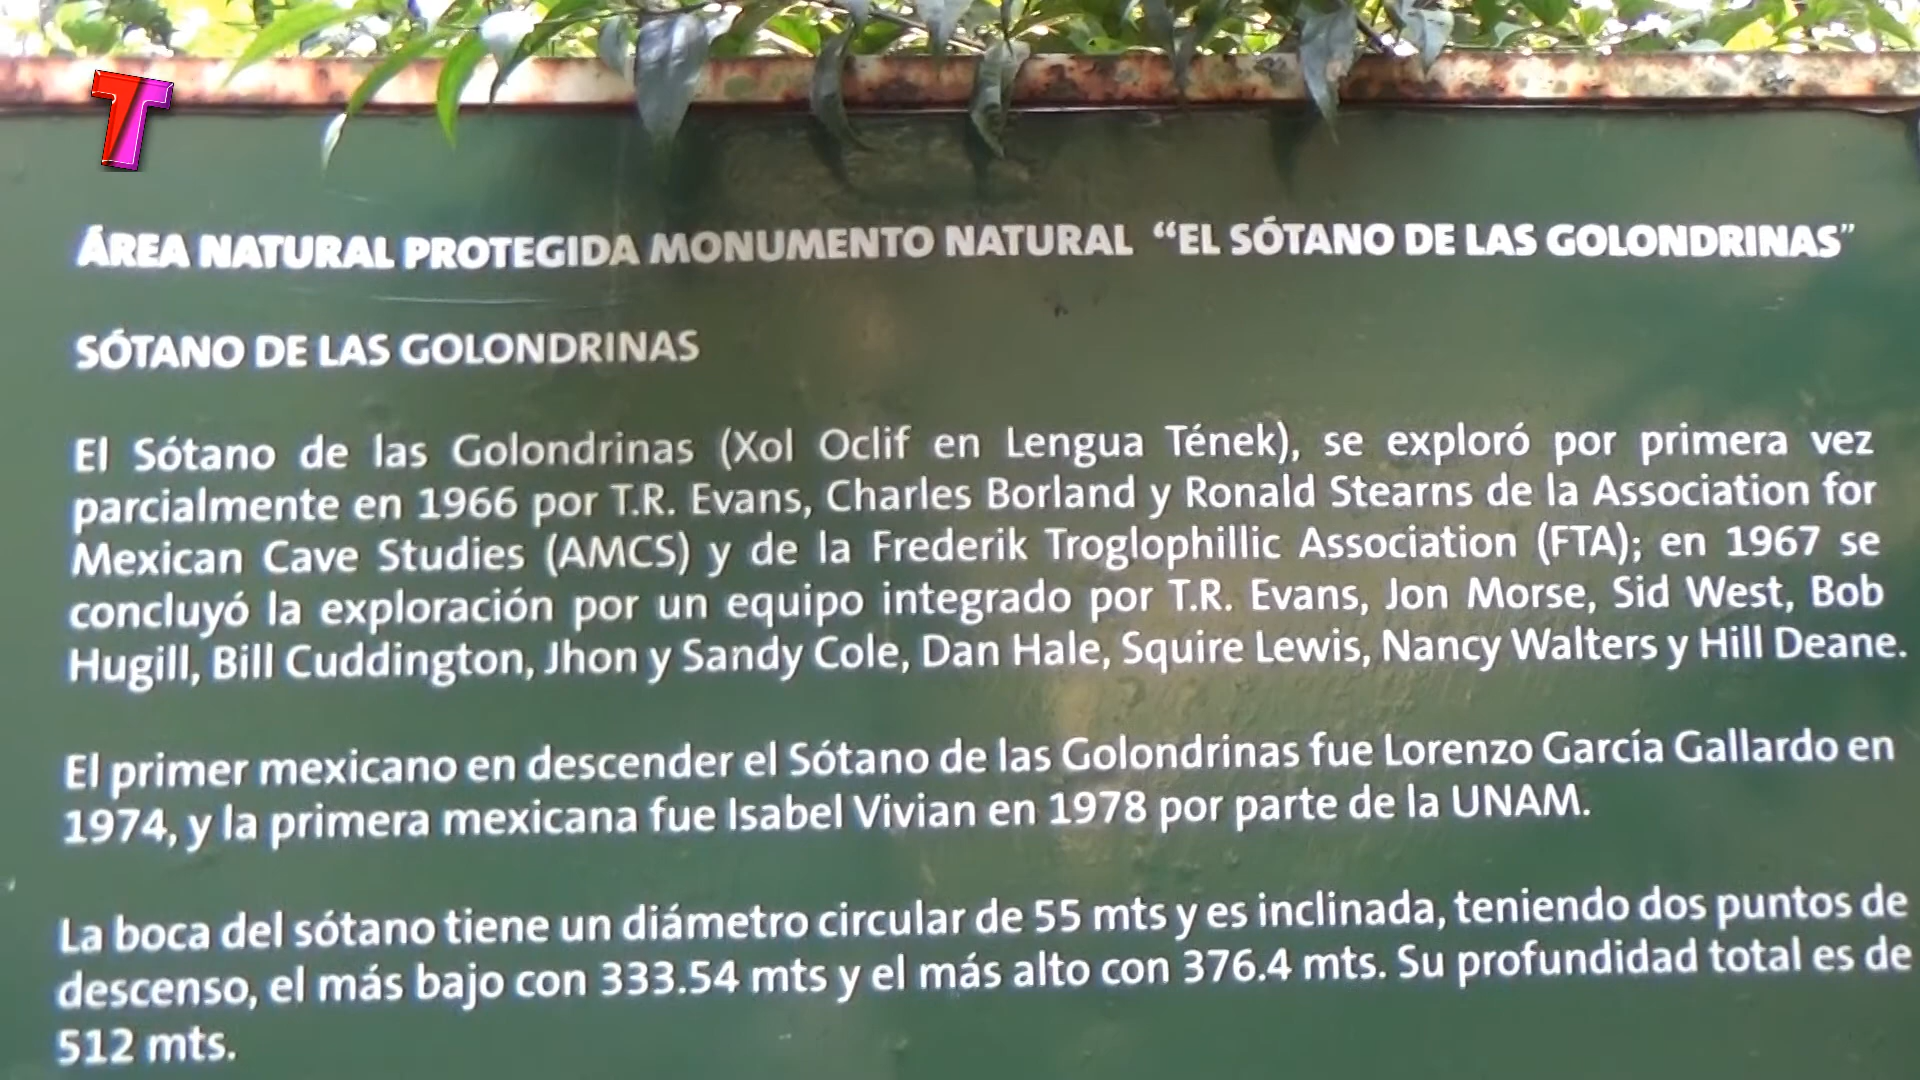 T
ÁREA NATURAL PROTEGIDA MONUMENTO NATURAL “EL SÓTANO DE LAS GOLONDRINAS”
SÓTANO DE LAS GOLONDRINAS
El Sótano de las Golondrinas (Xol Oclif en Lengua Tének), se exploró por primera vez
parcialmente en 1966 por T.R. Evans, Charles Borland y Ronald Stearns de la Association for
Mexican Cave Studies (AMCS) y de la Frederik Troglophillic Association (FTA); en 1967 se
concluyó la exploración por un equipo integrado por T.R. Evans, Jon Morse, Sid West, Bob
Hugill, Bill Cuddington, Jhon y Sandy Cole, Dan Hale, Squire Lewis, Nancy Walters y Hill Deane.
El primer mexicano en descender el Sótano de las Golondrinas fue Lorenzo García Gallardo en
1974, y la primera mexicana fue Isabel Vivian en 1978 por parte de la UNAM.
La boca del sótano tiene un diámetro circular de 55 mts y es inclinada, teniendo dos puntos de
descenso, el más bajo con 333.54 mts y el más alto con 376.4 mts. Su profundidad total es de
512 mts.